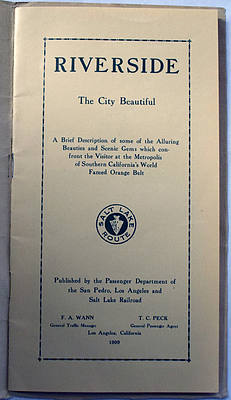 RIVERSIDE
The City Beautiful
A Brief Description of some of the Alluring
Beauties and Scenic Gems which con-
front the Visitor at the Metropolis
of Southern California's World
Famed Orange Belt
SALT LAKE
ROUTE
Published by the Passenger Department of
the San Pedro, Los Angeles and
Salt Lake Railroad
F. A. WANN T. C. PECK
General Traffic Manager General Passenger Agent
Los Angeles, California
1909